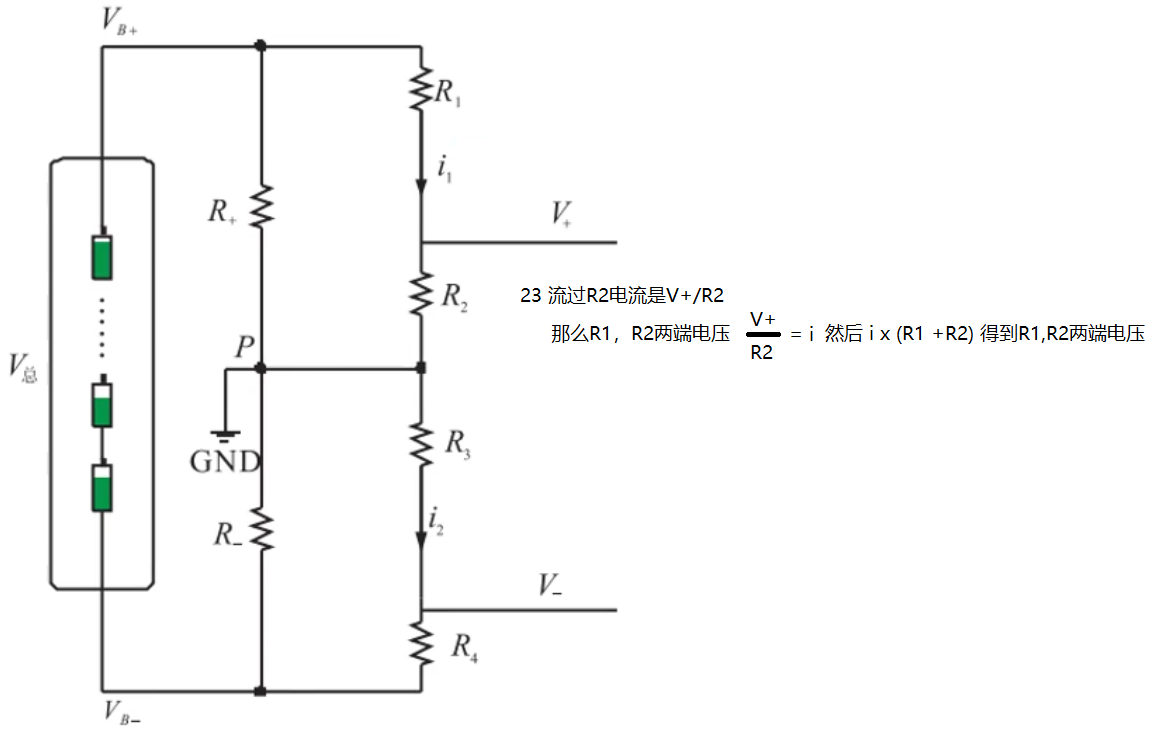 V_{B+}
R_1
i_1
R_+
V_+
R_2
23 流过R2电流是V+/R2
那么R1，R2两端电压 V+/R2 = i 然后 i x (R1 +R2) 得到R1,R2两端电压
P
V_总
GND
R_3
i_2
R_-
V_-
R_4
V_{B-}